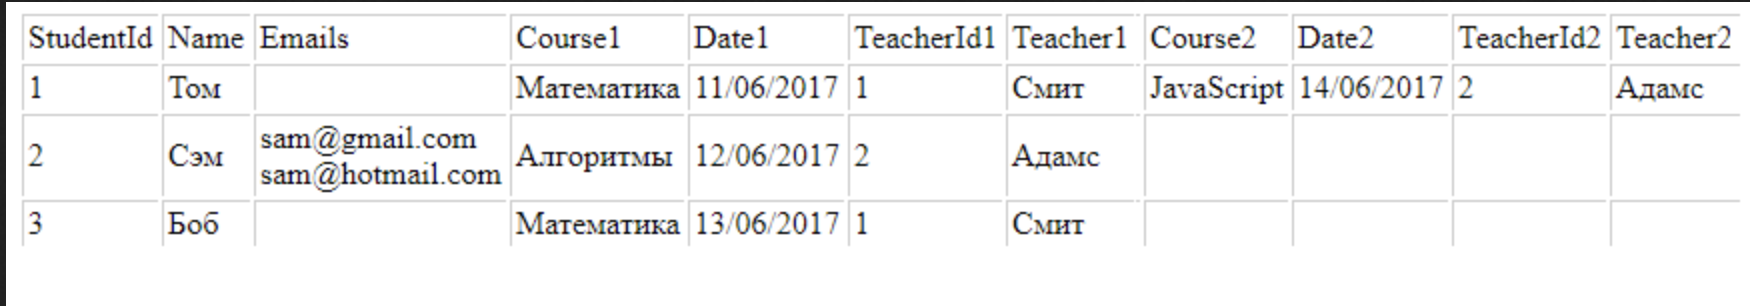 StudentId Name Emails Course1 Date1 TeacherId1 Teacher1 Course2 Date2 TeacherId2 Teacher2
1 Том Математика 11/06/2017 1 Смит JavaScript 14/06/2017 2 Адамс
2 Сэм sam@gmail.com
sam@hotmail.com Алгоритмы 12/06/2017 2 Адамс
3 Боб Математика 13/06/2017 1 Смит